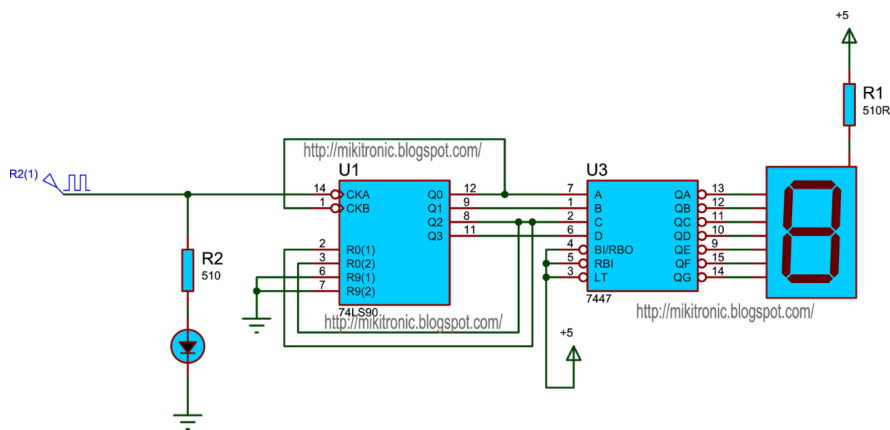 +5
R1
510R
http://mikitronic.blogspot.com/
U1
U3
R2(1)
14 CKA Q0 12
1 CKB Q1 9
Q2 8
Q3 11
2 R0(1)
3 R0(2)
6 R9(1)
7 R9(2)
74LS90
http://mikitronic.blogspot.com/
7 A QA 13
1 B QB 12
2 C QC 11
6 D QD 10
4 BI/RBO QE 9
5 RBI QF 15
3 LT QG 14
7447
http://mikitronic.blogspot.com/
R2
510
+5